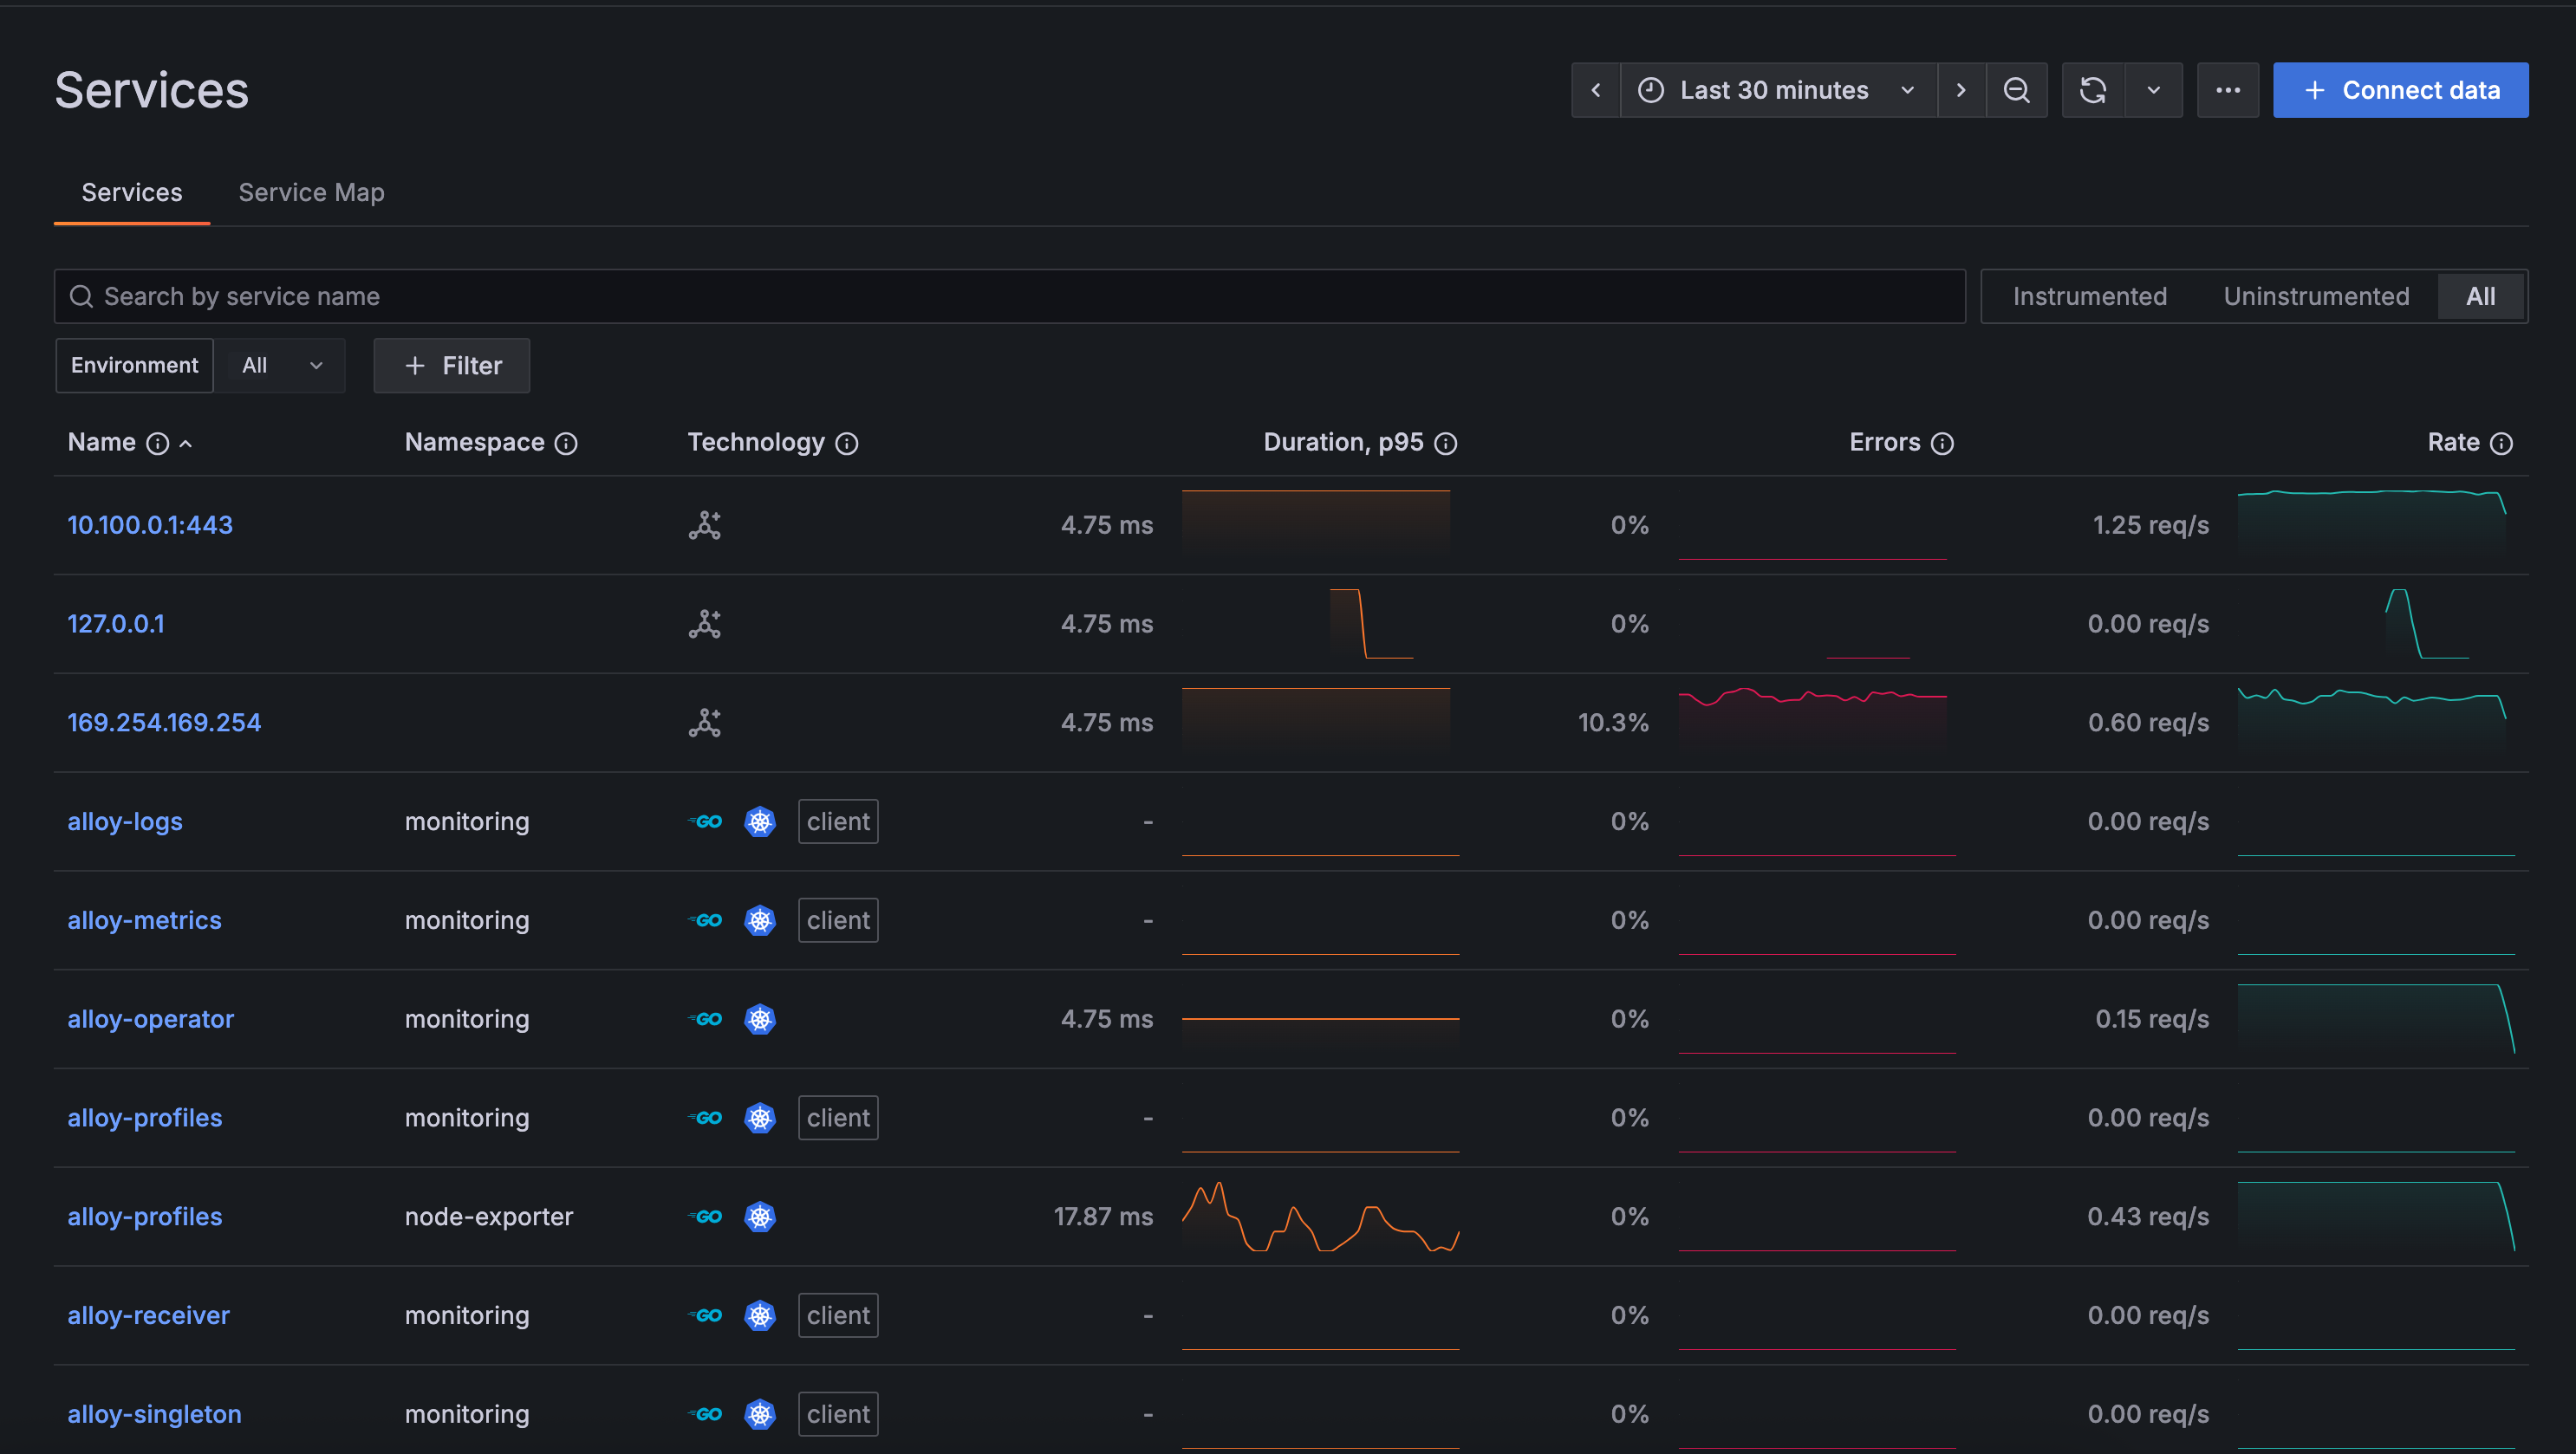 Services
Last 30 minutes
Connect data
Services Service Map
Search by service name
Instrumented Uninstrumented All
Environment All Filter
Name Namespace Technology Duration, p95 Errors Rate
10.100.0.1:443 4.75 ms 0% 1.25 req/s
127.0.0.1 4.75 ms 0% 0.00 req/s
169.254.169.254 4.75 ms 10.3% 0.60 req/s
alloy-logs monitoring GO client - 0% 0.00 req/s
alloy-metrics monitoring GO client - 0% 0.00 req/s
alloy-operator monitoring GO 4.75 ms 0% 0.15 req/s
alloy-profiles monitoring GO client - 0% 0.00 req/s
alloy-profiles node-exporter GO 17.87 ms 0% 0.43 req/s
alloy-receiver monitoring GO client - 0% 0.00 req/s
alloy-singleton monitoring GO client - 0% 0.00 req/s